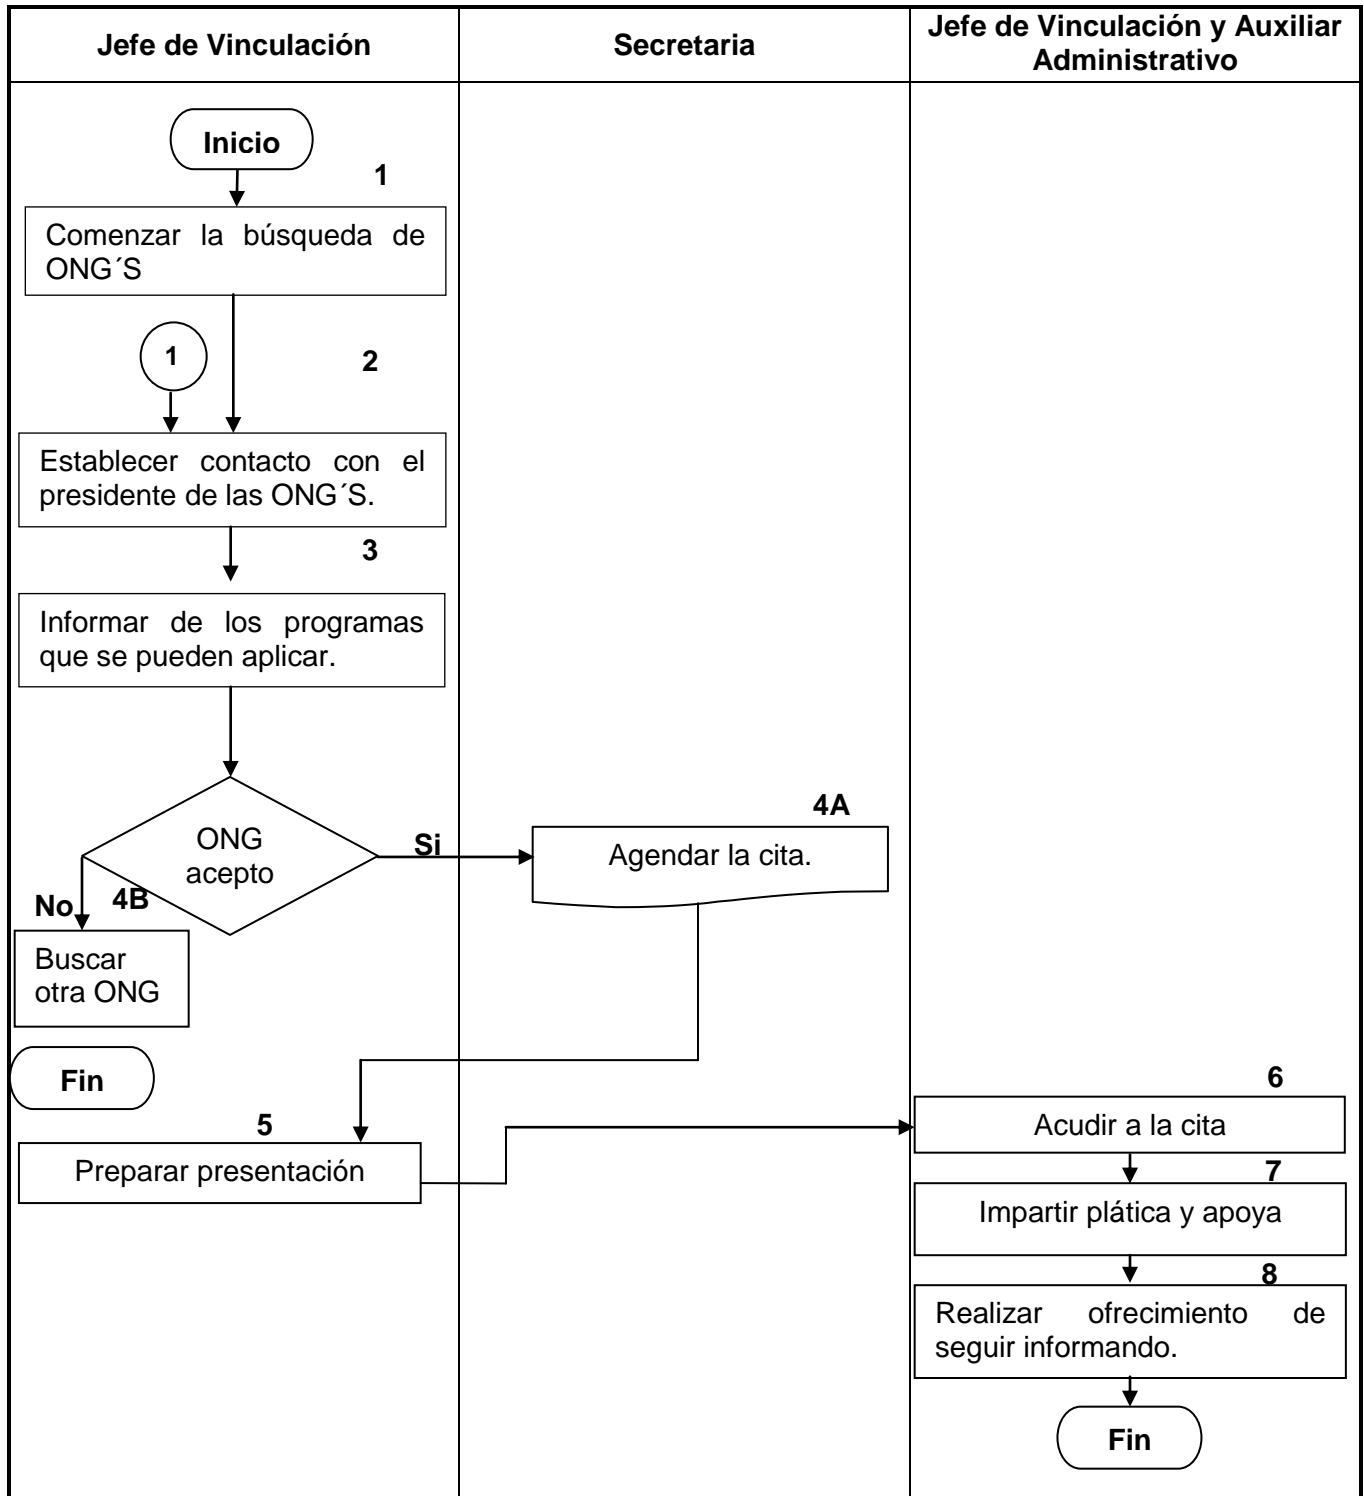 Jefe de Vinculación
Secretaria
Jefe de Vinculación y Auxiliar
Administrativo
Inicio
1
Comenzar la búsqueda de
ONG´S
1
2
Establecer contacto con el
presidente de las ONG´S.
3
Informar de los programas
que se pueden aplicar.
ONG
acepto
Si
4A
Agendar la cita.
No
4B
Buscar
otra ONG
Fin
5
Preparar presentación
6
Acudir a la cita
7
Impartir plática y apoya
8
Realizar ofrecimiento de
seguir informando.
Fin